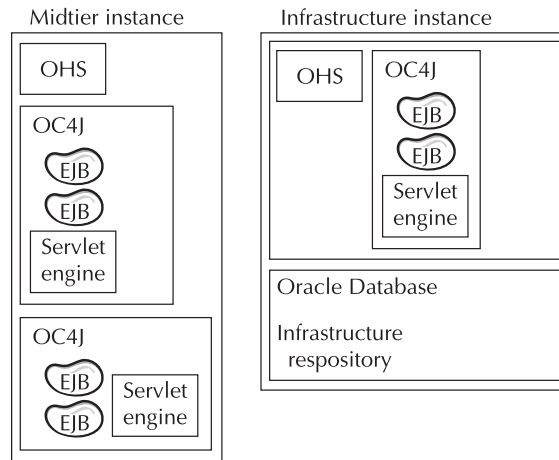 Midtier instance
OHS
OC4J
EJB
EJB
Servlet
engine
OC4J
EJB
EJB
Servlet
engine
Infrastructure instance
OHS
OC4J
EJB
EJB
Servlet
engine
Oracle Database
Infrastructure
respository